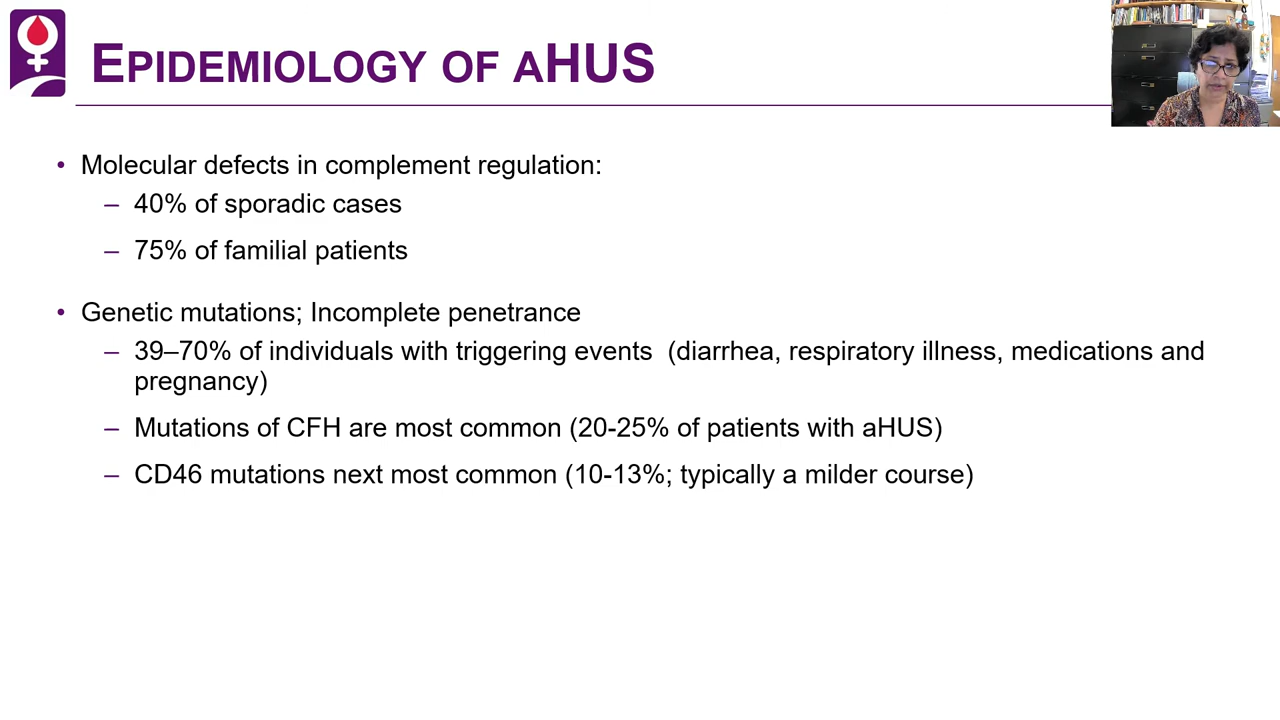 EPIDEMIOLOGY OF AHUS
• Molecular defects in complement regulation:
– 40% of sporadic cases
– 75% of familial patients
• Genetic mutations; Incomplete penetrance
– 39–70% of individuals with triggering events (diarrhea, respiratory illness, medications and
pregnancy)
– Mutations of CFH are most common (20-25% of patients with aHUS)
– CD46 mutations next most common (10-13%; typically a milder course)